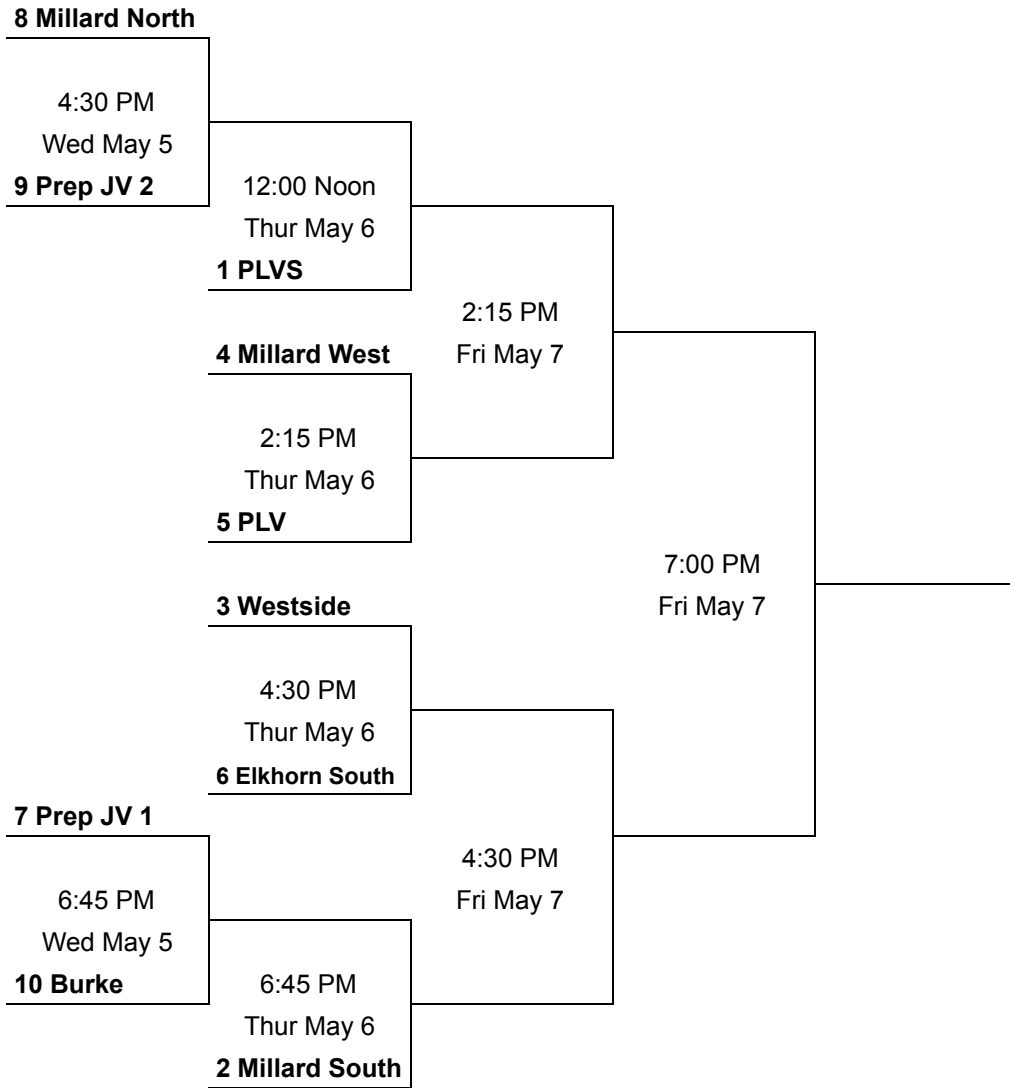 8 Millard North
4:30 PM
Wed May 5
9 Prep JV 2
12:00 Noon
Thur May 6
1 PLVS
2:15 PM
Fri May 7
4 Millard West
2:15 PM
Thur May 6
5 PLV
7:00 PM
Fri May 7
3 Westside
4:30 PM
Thur May 6
6 Elkhorn South
7 Prep JV 1
4:30 PM
Fri May 7
6:45 PM
Wed May 5
10 Burke
6:45 PM
Thur May 6
2 Millard South